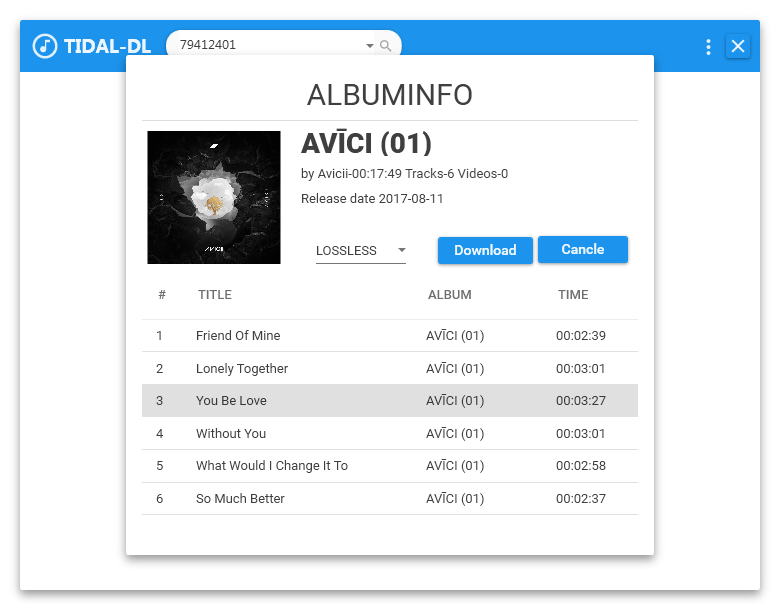 TIDAL-DL 79412401
ALBUMINFO
AVĪCI (01)
by Avicii-00:17:49 Tracks-6 Videos-0
Release date 2017-08-11
AVICII
LOSSLESS Download Cancle
# TITLE ALBUM TIME
1 Friend Of Mine AVĪCI (01) 00:02:39
2 Lonely Together AVĪCI (01) 00:03:01
3 You Be Love AVĪCI (01) 00:03:27
4 Without You AVĪCI (01) 00:03:01
5 What Would I Change It To AVĪCI (01) 00:02:58
6 So Much Better AVĪCI (01) 00:02:37